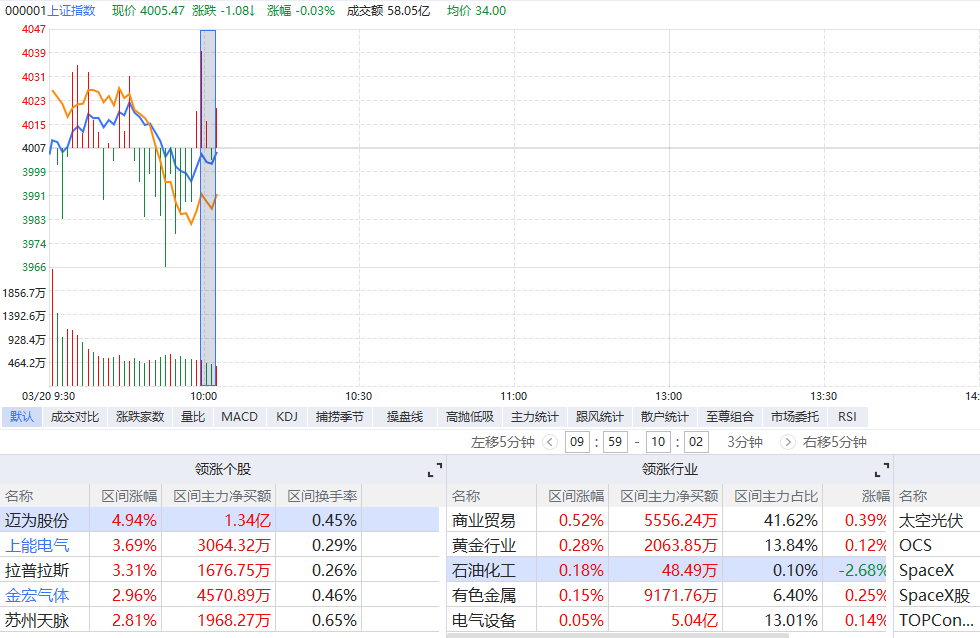 000001上证指数 现价 4005.47 涨跌 -1.08↓ 涨幅 -0.03% 成交额 58.05亿 均价 34.00
4047
4039
4031
4023
4015
4007
3999
3991
3983
3974
3966
1856.7万
1392.6万
928.4万
464.2万
03/20 9:30 10:00 10:30 11:00 13:00 13:30 14:
默认 成交对比 涨跌家数 量比 MACD KDJ 捕捞季节 操盘线 高抛低吸 主力统计 跟风统计 散户统计 至尊组合 市场委托 RSI
左移5分钟 09 : 59 - 10 : 02 3分钟 右移5分钟
领涨个股 领涨行业
名称 区间涨幅 区间主力净买额 区间换手率 名称 区间涨幅 区间主力净买额 区间主力占比 涨幅 名称
迈为股份 4.94% 1.34亿 0.45% 商业贸易 0.52% 5556.24万 41.62% 0.39% 太空光伏
上能电气 3.69% 3064.32万 0.29% 黄金行业 0.28% 2063.85万 13.84% 0.12% OCS
拉普拉斯 3.31% 1676.75万 0.26% 石油化工 0.18% 48.49万 0.10% -2.68% SpaceX
金宏气体 2.96% 4570.89万 0.46% 有色金属 0.15% 9171.76万 6.40% 0.25% SpaceX股
苏州天脉 2.81% 1968.27万 0.65% 电气设备 0.05% 5.04亿 13.01% 0.14% TOPCon...